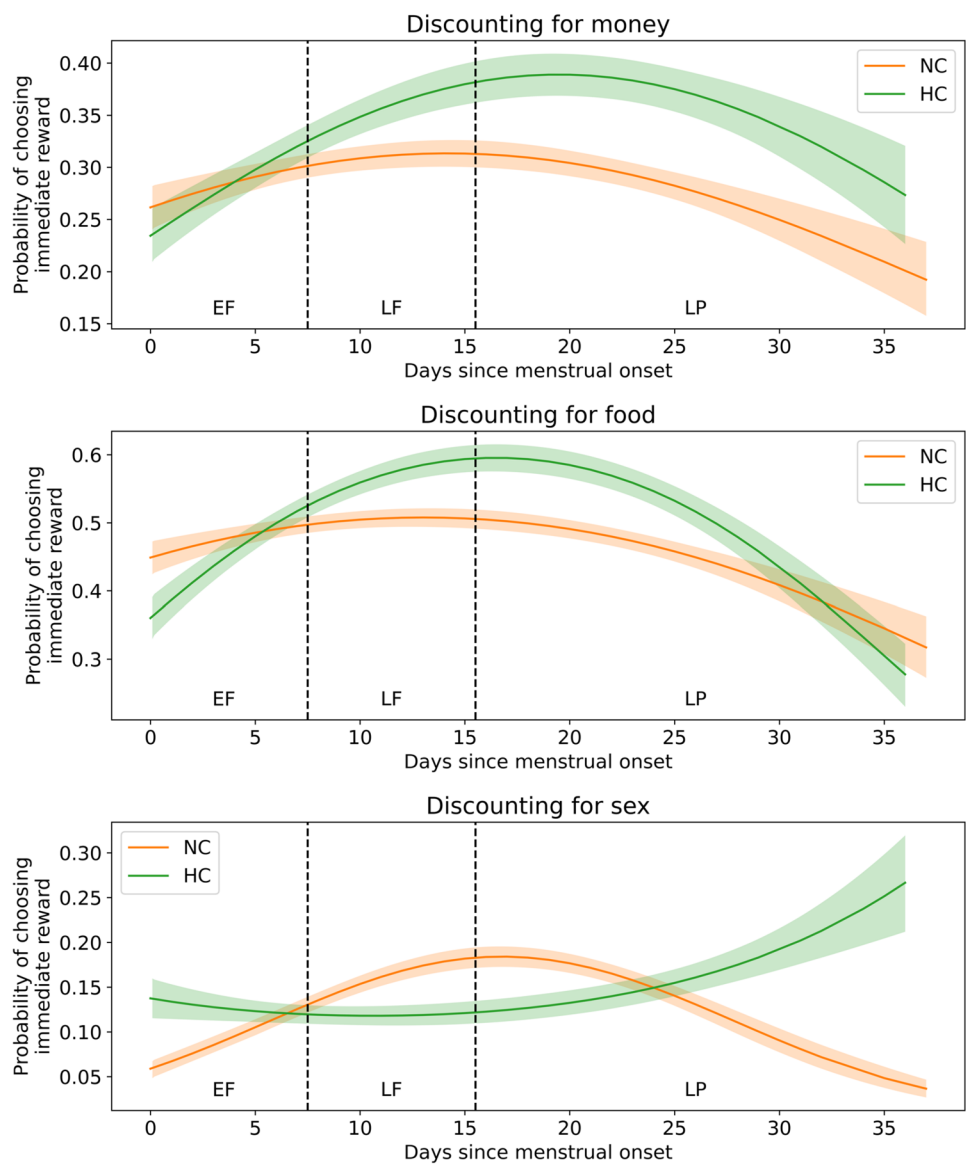 Discounting for money
Probability of choosing
immediate reward
0.40
0.35
0.30
0.25
0.20
0.15
NC
HC
EF
LF
LP
0 5 10 15 20 25 30 35
Days since menstrual onset
Discounting for food
Probability of choosing
immediate reward
0.6
0.5
0.4
0.3
NC
HC
EF
LF
LP
0 5 10 15 20 25 30 35
Days since menstrual onset
Discounting for sex
Probability of choosing
immediate reward
0.30
0.25
0.20
0.15
0.10
0.05
NC
HC
EF
LF
LP
0 5 10 15 20 25 30 35
Days since menstrual onset